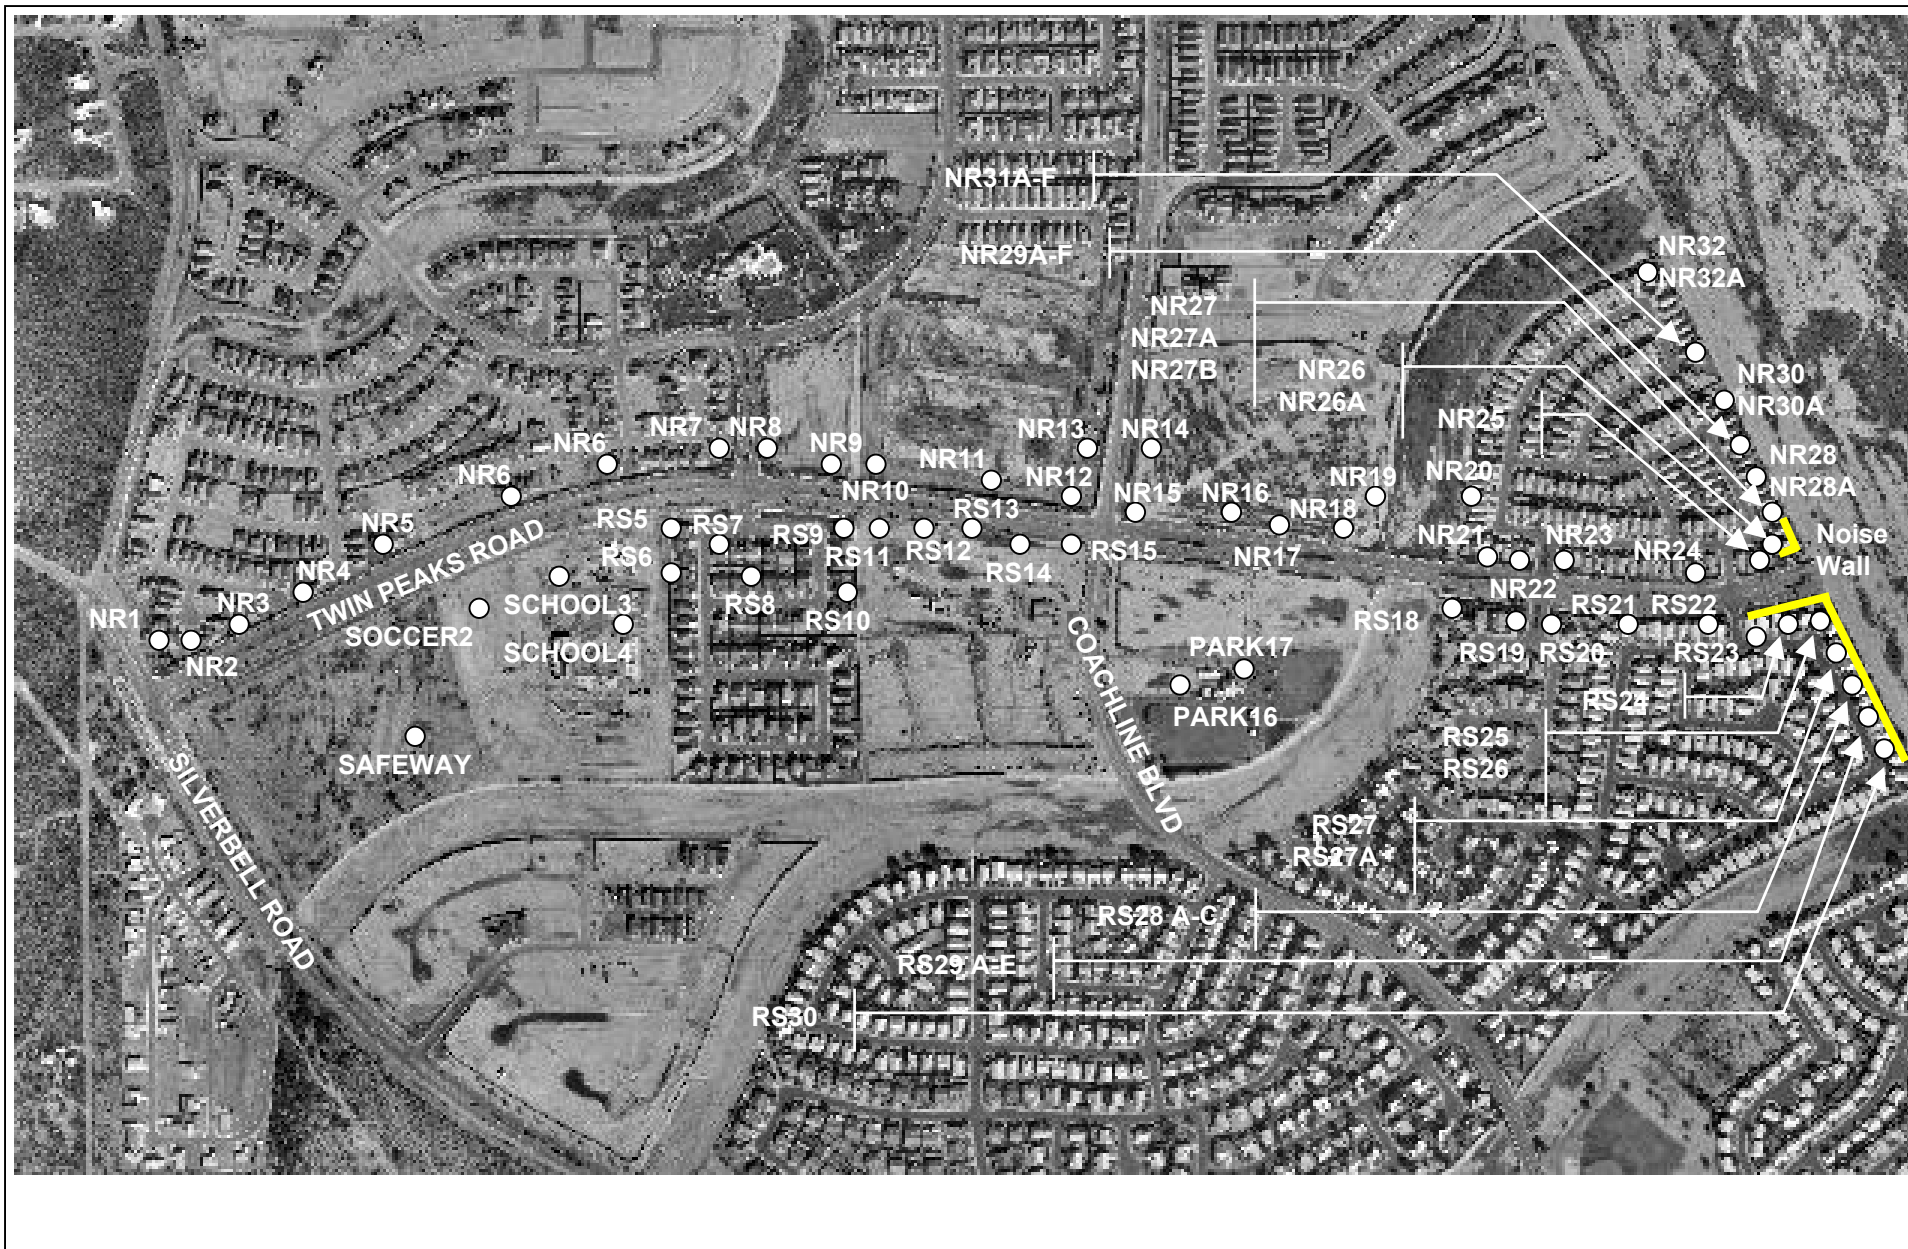 NR31A-F
NR29A-F
NR32
NR32A
NR27
NR27A
NR27B
NR26
NR26A
NR30
NR30A
NR25
NR28
NR28A
NR6
NR7
NR8
NR9
NR11
NR13
NR14
NR6
NR10
NR12
NR15
NR16
NR19
NR20
NR5
RS5
RS7
RS9
RS13
NR18
NR17
NR21
NR23
NR24
Noise
Wall
RS6
RS11
RS12
RS14
RS15
NR22
NR4
TWIN PEAKS ROAD
NR3
NR1
NR2
SOCCER2
SCHOOL3
SCHOOL4
RS8
RS10
RS18
RS19
RS20
RS21
RS22
RS23
COACHLINE BLVD
PARK17
PARK16
RS24
SAFEWAY
RS25
RS26
SILVERBELL ROAD
RS27
RS27A
RS28 A-C
RS29 A-E
RS30